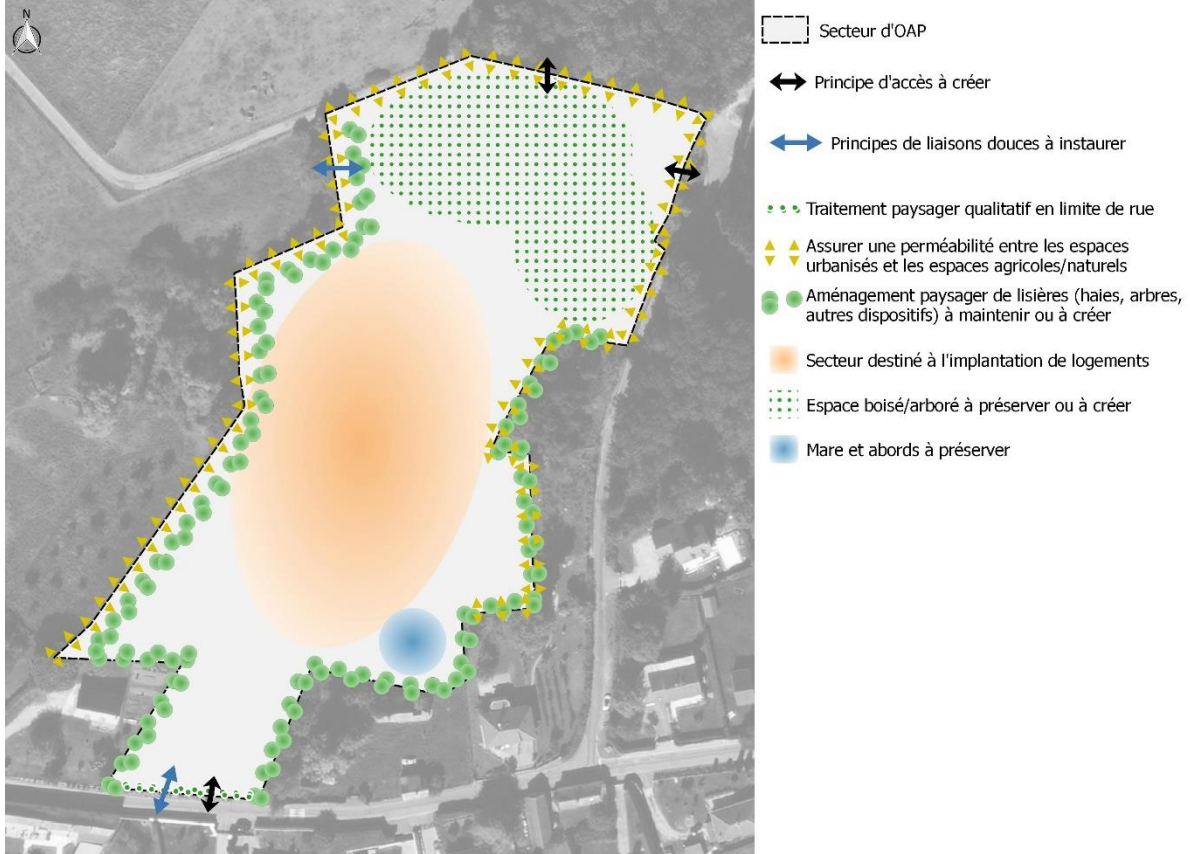 N
Secteur d'OAP
Principe d'accès à créer
Principes de liaisons douces à instaurer
Traitement paysager qualitatif en limite de rue
Assurer une perméabilité entre les espaces
urbanisés et les espaces agricoles/naturels
Aménagement paysager de lisières (haies, arbres,
autres dispositifs) à maintenir ou à créer
Secteur destiné à l'implantation de logements
Espace boisé/arboré à préserver ou à créer
Mare et abords à préserver